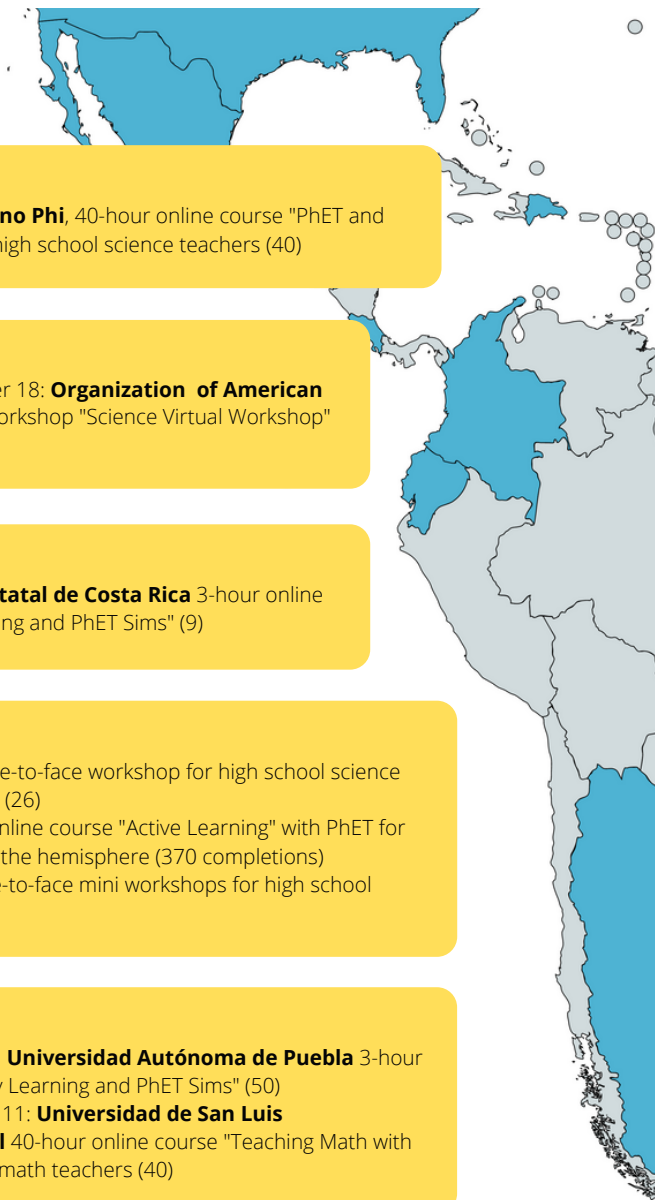 no Phi, 40-hour online course "PhET and
high school science teachers (40)
er 18: Organization of American
orkshop "Science Virtual Workshop"
tatal de Costa Rica 3-hour online
ng and PhET Sims" (9)
e-to-face workshop for high school science
(26)
nline course "Active Learning" with PhET for
the hemisphere (370 completions)
e-to-face mini workshops for high school
Universidad Autónoma de Puebla 3-hour
y Learning and PhET Sims" (50)
11: Universidad de San Luis
l 40-hour online course "Teaching Math with
math teachers (40)